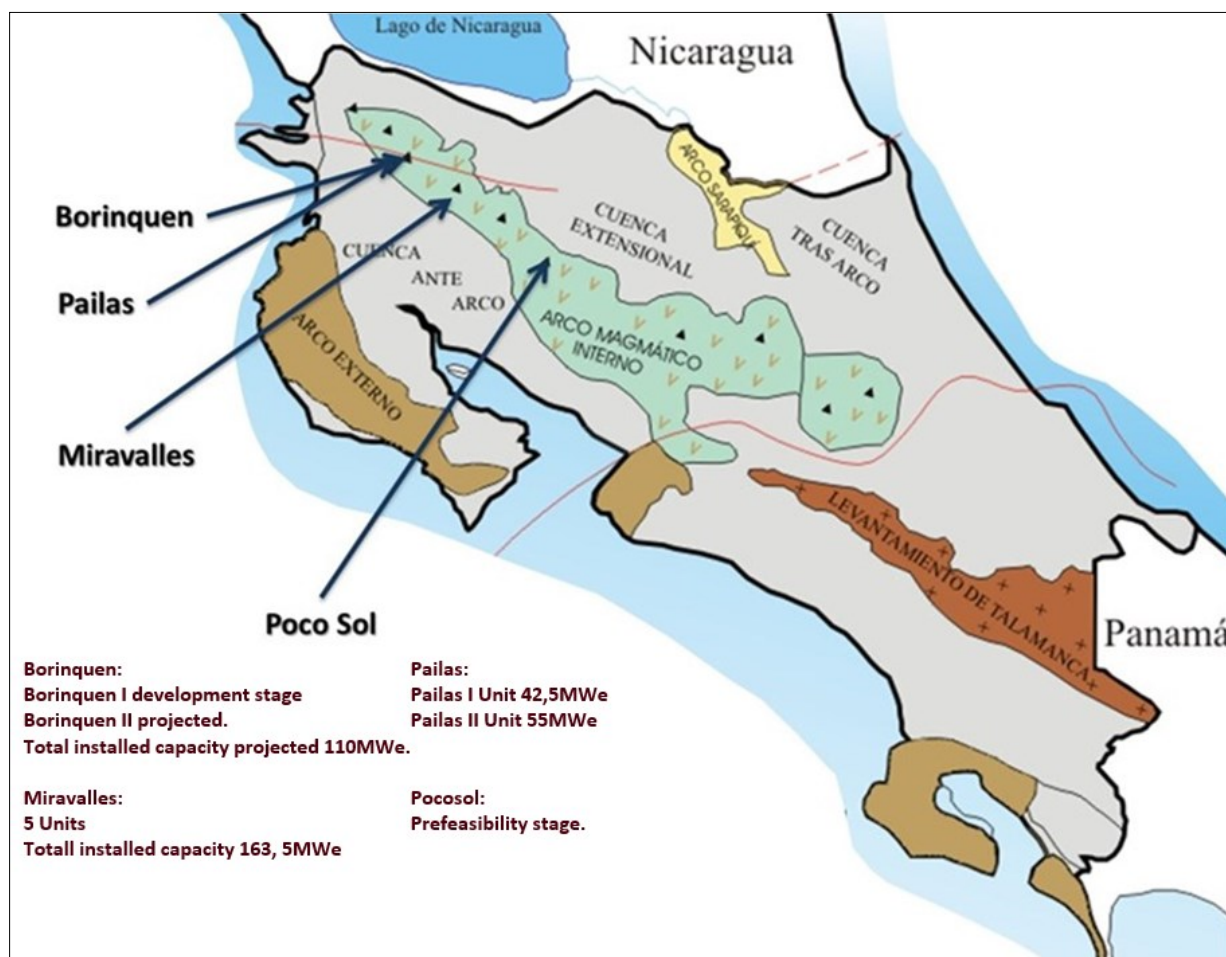 Lago de Nicaragua
Nicaragua
ARCO SARAPIQUÍ
Borinquen
CUENCA
EXTENSIONAL
CUENCA
TRAS ARCO
CUENCA
ANTE
ARCO
Pailas
ARCO MAGMÁTICO
INTERNO
ARCO EXTERNO
Miravalles
LEVANTAMIENTO DE TALAMANCA
Poco Sol
Panamá
Borinquen:
Borinquen I development stage
Borinquen II projected.
Total installed capacity projected 110MWe.
Pailas:
Pailas I Unit 42,5MWe
Pailas II Unit 55MWe
Miravalles:
5 Units
Totall installed capacity 163, 5MWe
Pocosol:
Prefeasibility stage.